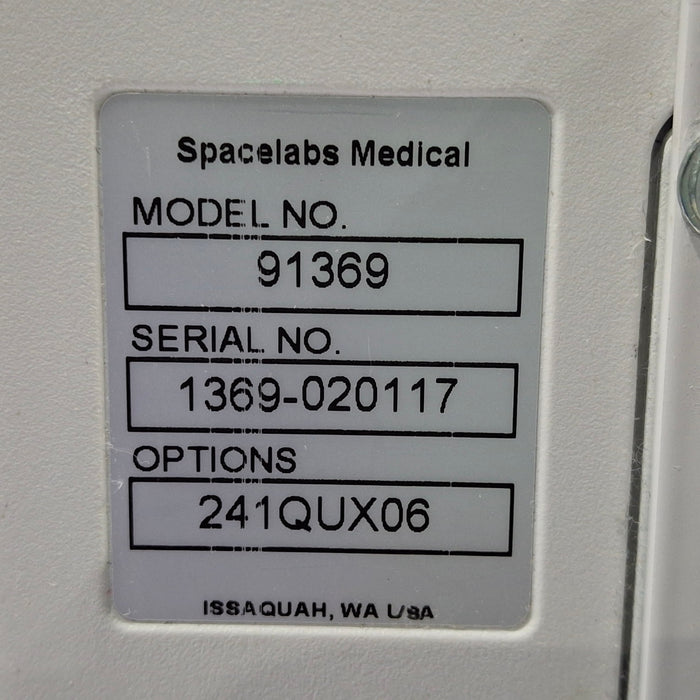 Spacelabs Medical
MODEL NO.
91369
SERIAL NO.
1369-020117
OPTIONS
241QUX06
ISSAQUAH, WA USA